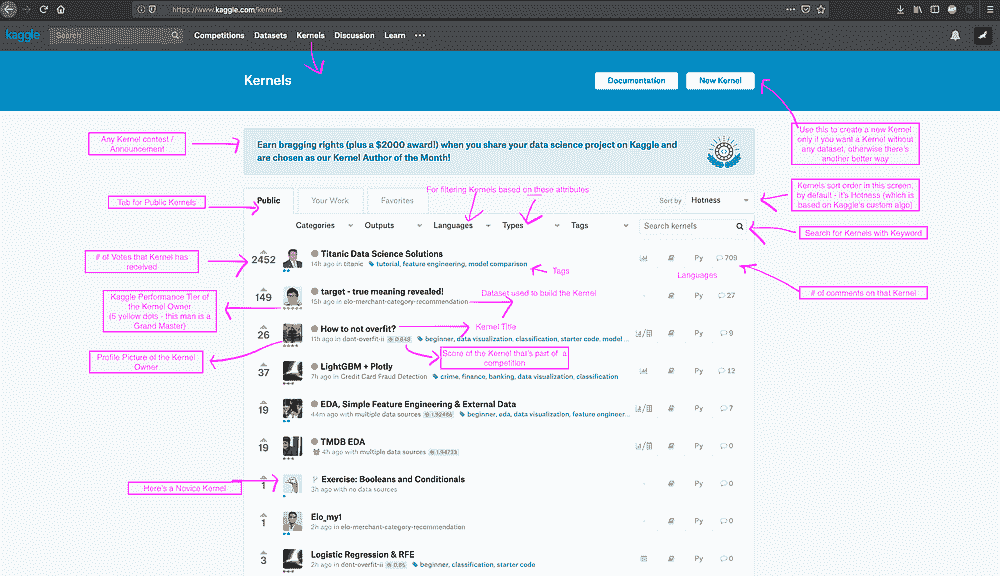 https://www.kaggle.com/kernels
kaggle
Search
Competitions
Datasets
Kernels
Discussion
Learn
Kernels
Documentation
New Kernel
Any Kernel contest /
Announcement
Earn bragging rights (plus a $2000 award!) when you share your data science project on Kaggle and
are chosen as our Kernel Author of the Month!
Use this to create a new Kernel
only if you want a Kernel without
any dataset, otherwise there's
another better way
Tab for Public Kernels
Public
Your Work
Favorites
For filtering Kernels based on these attributes
Sort by
Hotness
Kernels sort order in this screen,
by default - it's Hotness (which is
based on Kaggle's custom algo)
Categories
Outputs
Languages
Types
Tags
Search kernels
Search for Kernels with Keyword
# of Votes that Kernel has
received
2452
Titanic Data Science Solutions
14h ago in titanic
tutorial, feature engineering, model comparison
Tags
Py
709
Languages
# of comments on that Kernel
Kaggle Performance Tier of
the Kernel Owner
(5 yellow dots - this man is a
Grand Master)
149
target - true meaning revealed!
15h ago in elo-merchant-category-recommendation
Dataset used to build the Kernel
Py
27
26
How to not overfit?
Kernel Title
11h ago in dont-overfit-ii
0.848
beginner, data visualization, classification, starter code, model ...
Py
9
Profile Picture of the Kernel
Owner
Score of the Kernel that's part of a
competition
37
LightGBM + Plotly
7h ago in Credit Card Fraud Detection
crime, finance, banking, data visualization, classification
Py
12
19
EDA, Simple Feature Engineering & External Data
44m ago with multiple data sources
1.92486
beginner, eda, data visualization, feature engineer...
Py
7
19
TMDB EDA
4h ago with multiple data sources
Py
0
Here's a Novice Kernel
1
Exercise: Booleans and Conditionals
3h ago with no data sources
Py
0
1
Elo_my1
2h ago in elo-merchant-category-recommendation
Py
0
3
Logistic Regression & RFE
2h ago in dont-overfit-ii
beginner, classification, starter code
Py
0